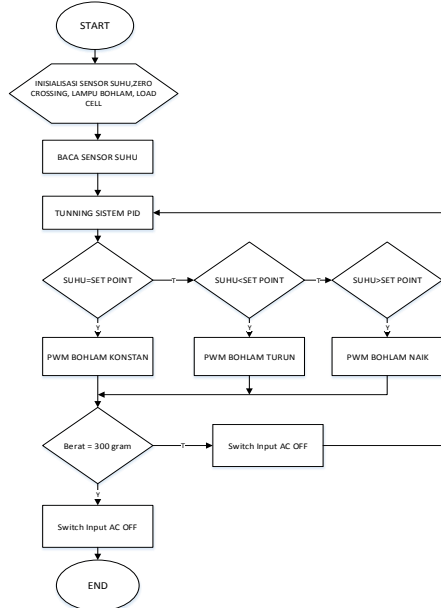 START
INISIALISASI SENSOR SUHU,ZERO
CROSSING, LAMPU BOHLAM, LOAD
CELL
BACA SENSOR SUHU
TUNNING SISTEM PID
SUHU=SET POINT
T
SUHU<SET POINT
T
SUHU>SET POINT
Y
Y
Y
PWM BOHLAM KONSTAN
PWM BOHLAM TURUN
PWM BOHLAM NAIK
Berat = 300 gram
T
Switch Input AC OFF
Y
Switch Input AC OFF
END